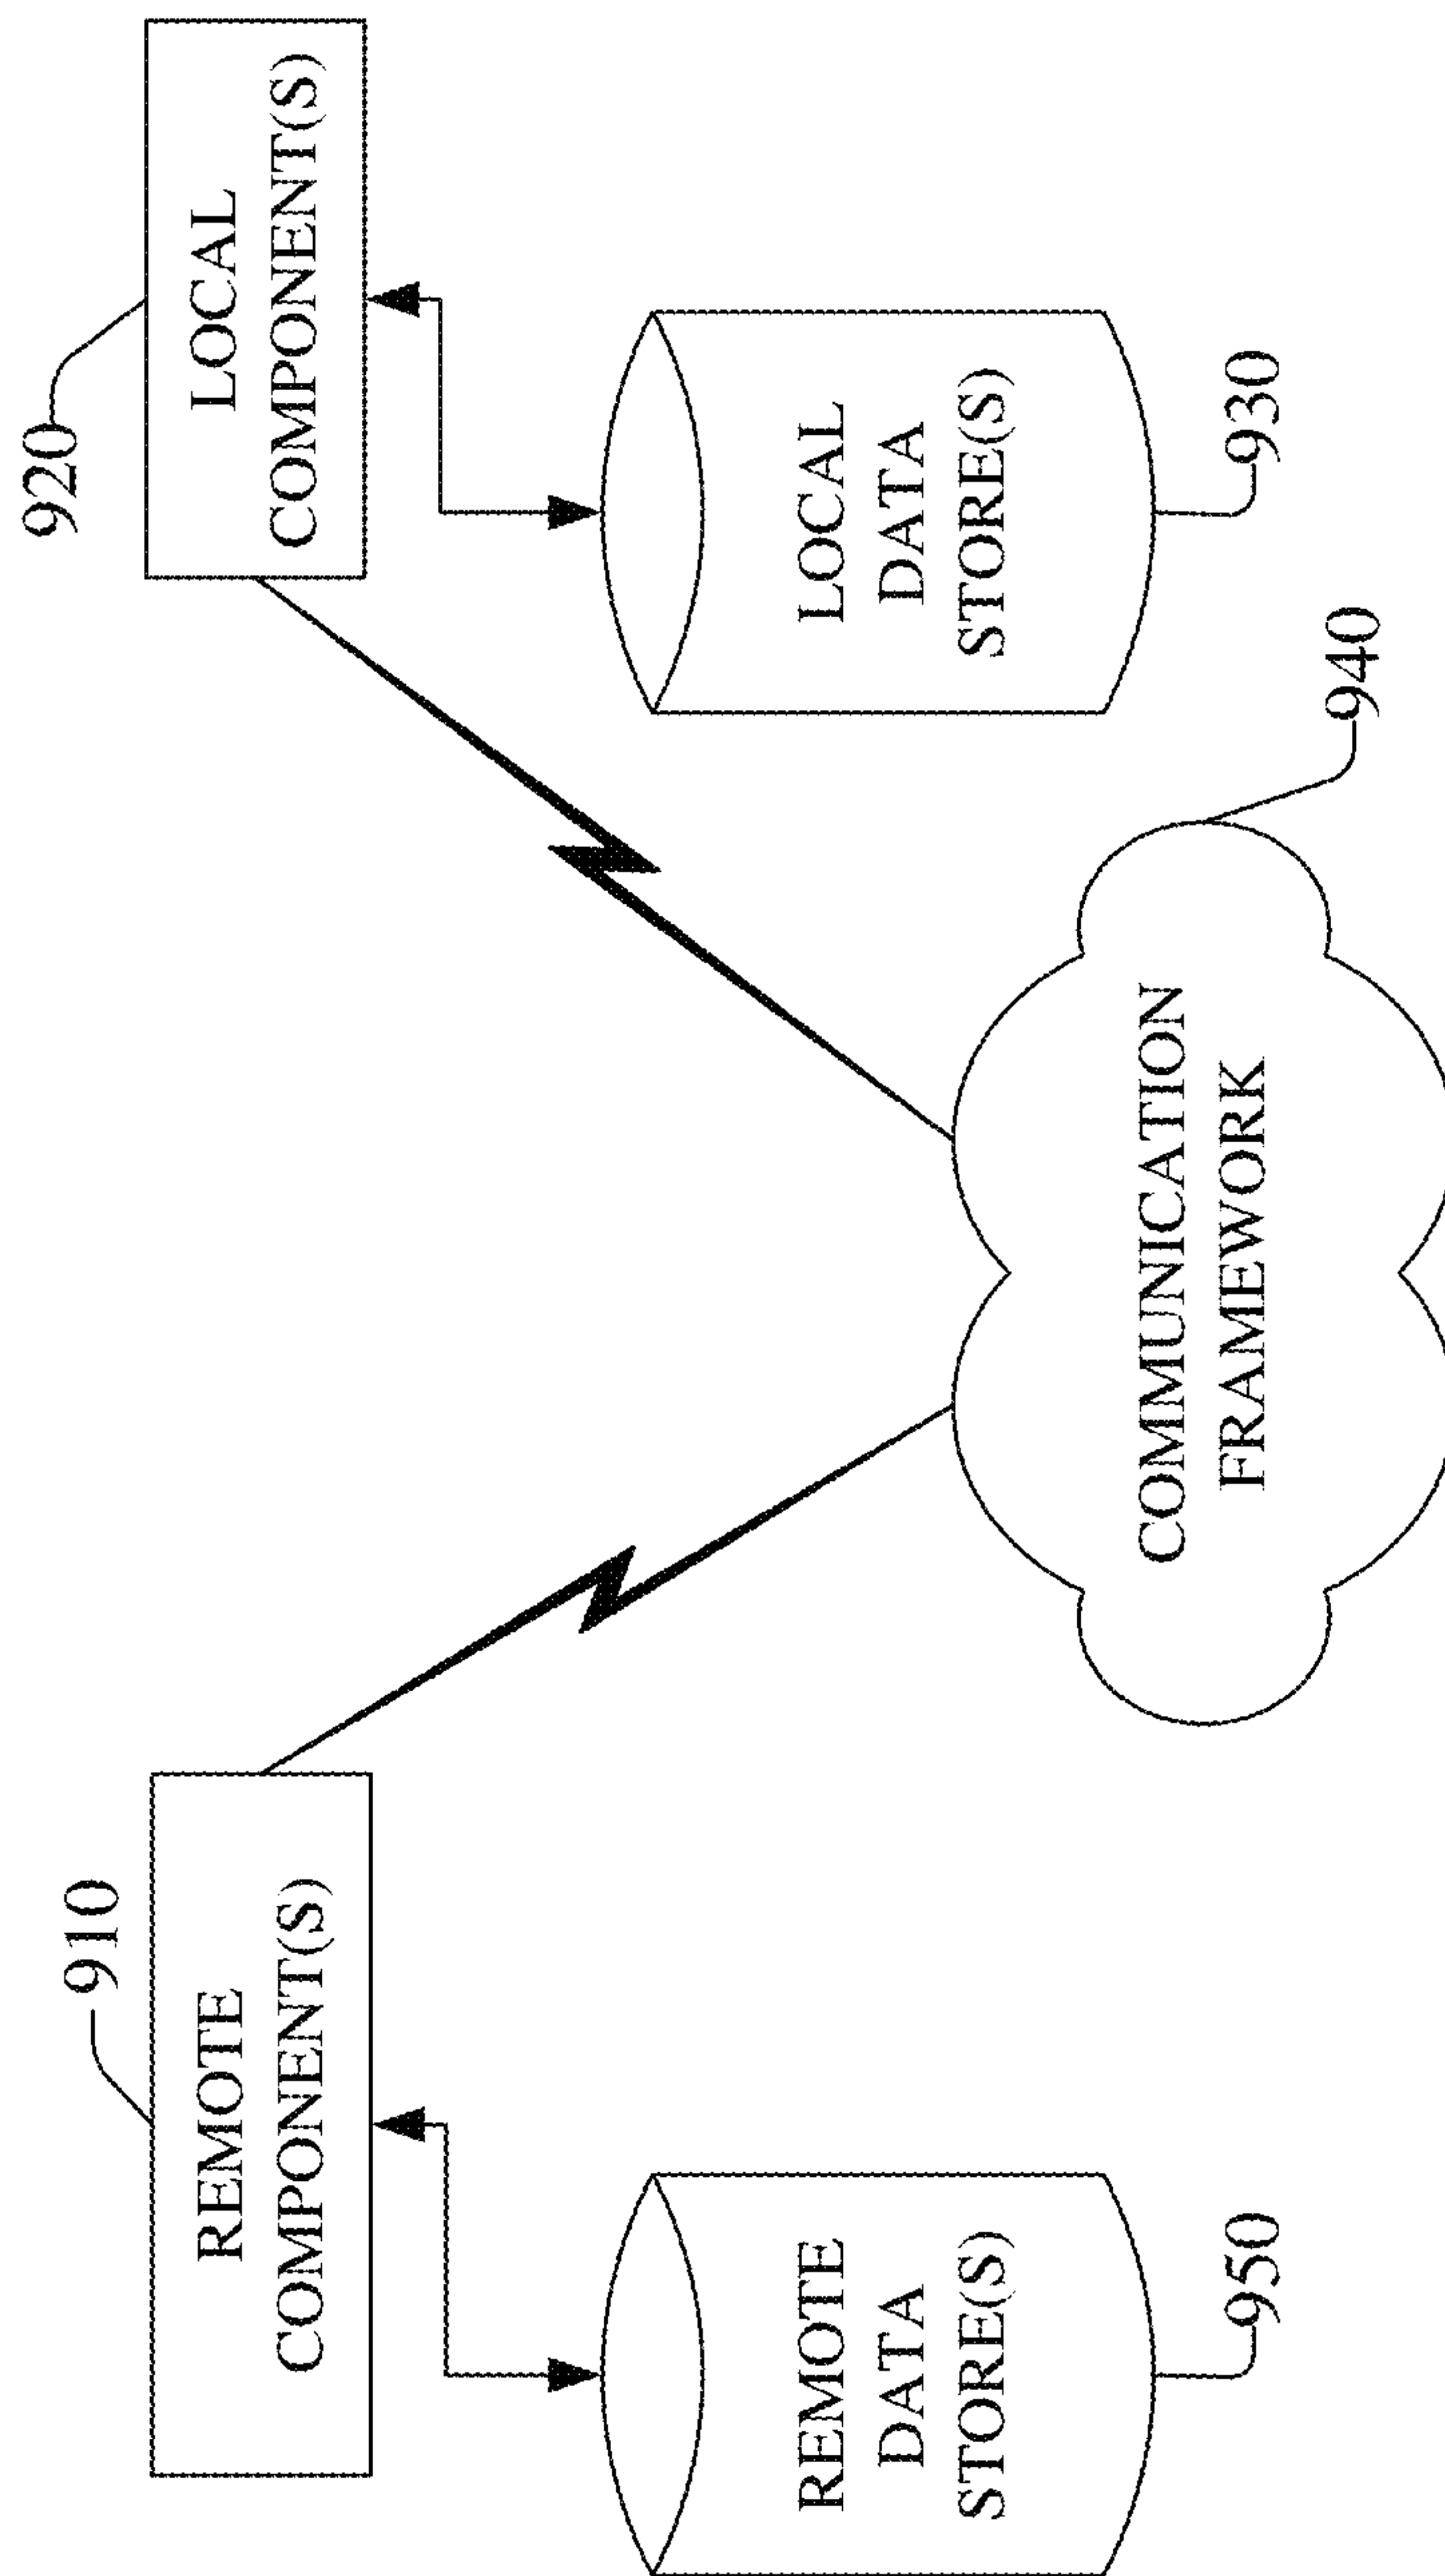 910
920
REMOTE
COMPONENT(S)
LOCAL
COMPONENT(S)
REMOTE
DATA
STORE(S)
LOCAL
DATA
STORE(S)
950
930
940
COMMUNICATION
FRAMEWORK